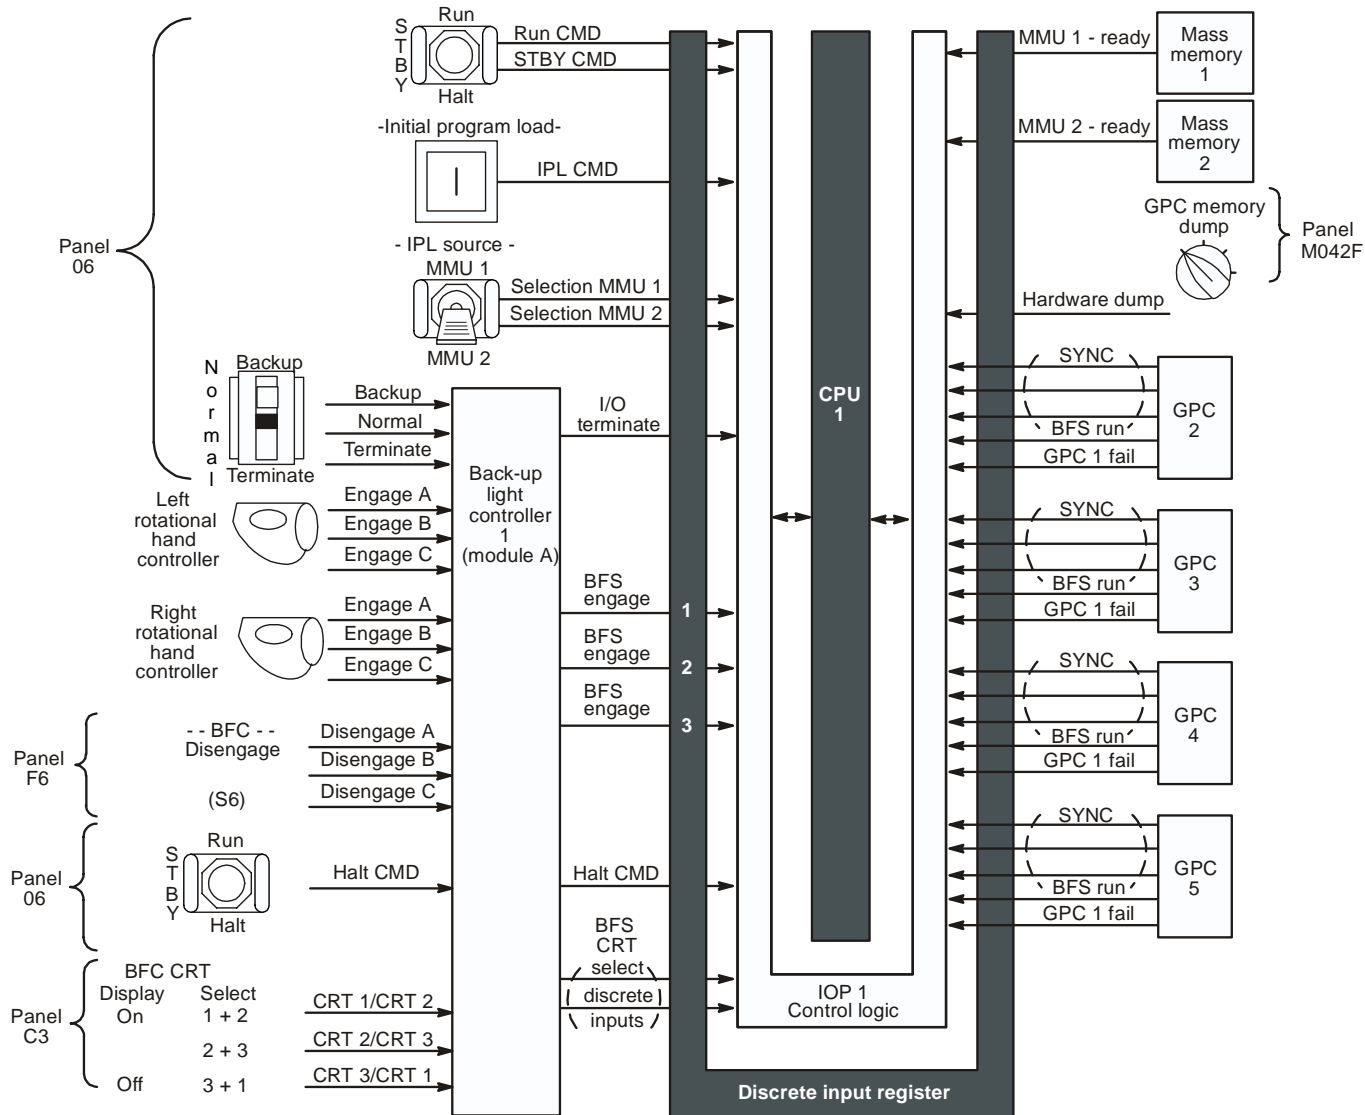 Panel
06
S
T
B
Y
Run
Halt
Run CMD
STBY CMD
-Initial program load-
IPL CMD
- IPL source -
MMU 1
MMU 2
Selection MMU 1
Selection MMU 2
N
o
r
m
a
l
Backup
Terminate
Backup
Normal
Terminate
Left
rotational
hand
controller
Engage A
Engage B
Engage C
Right
rotational
hand
controller
Engage A
Engage B
Engage C
Panel
F6
- - BFC - -
Disengage
(S6)
Disengage A
Disengage B
Disengage C
Panel
06
S
T
B
Y
Run
Halt
Halt CMD
Panel
C3
BFC CRT
Display Select
On 1 + 2
2 + 3
Off 3 + 1
CRT 1/CRT 2
CRT 2/CRT 3
CRT 3/CRT 1
Back-up
light
controller
1
(module A)
I/O
terminate
BFS
engage
1
BFS
engage
2
BFS
engage
3
Halt CMD
BFS
CRT
select
discrete
inputs
CPU
1
IOP 1
Control logic
Discrete input register
MMU 1 - ready
Mass
memory
1
MMU 2 - ready
Mass
memory
2
GPC memory
dump
Panel
M042F
Hardware dump
SYNC
BFS run
GPC 1 fail
GPC
2
SYNC
BFS run
GPC 1 fail
GPC
3
SYNC
BFS run
GPC 1 fail
GPC
4
SYNC
BFS run
GPC 1 fail
GPC
5